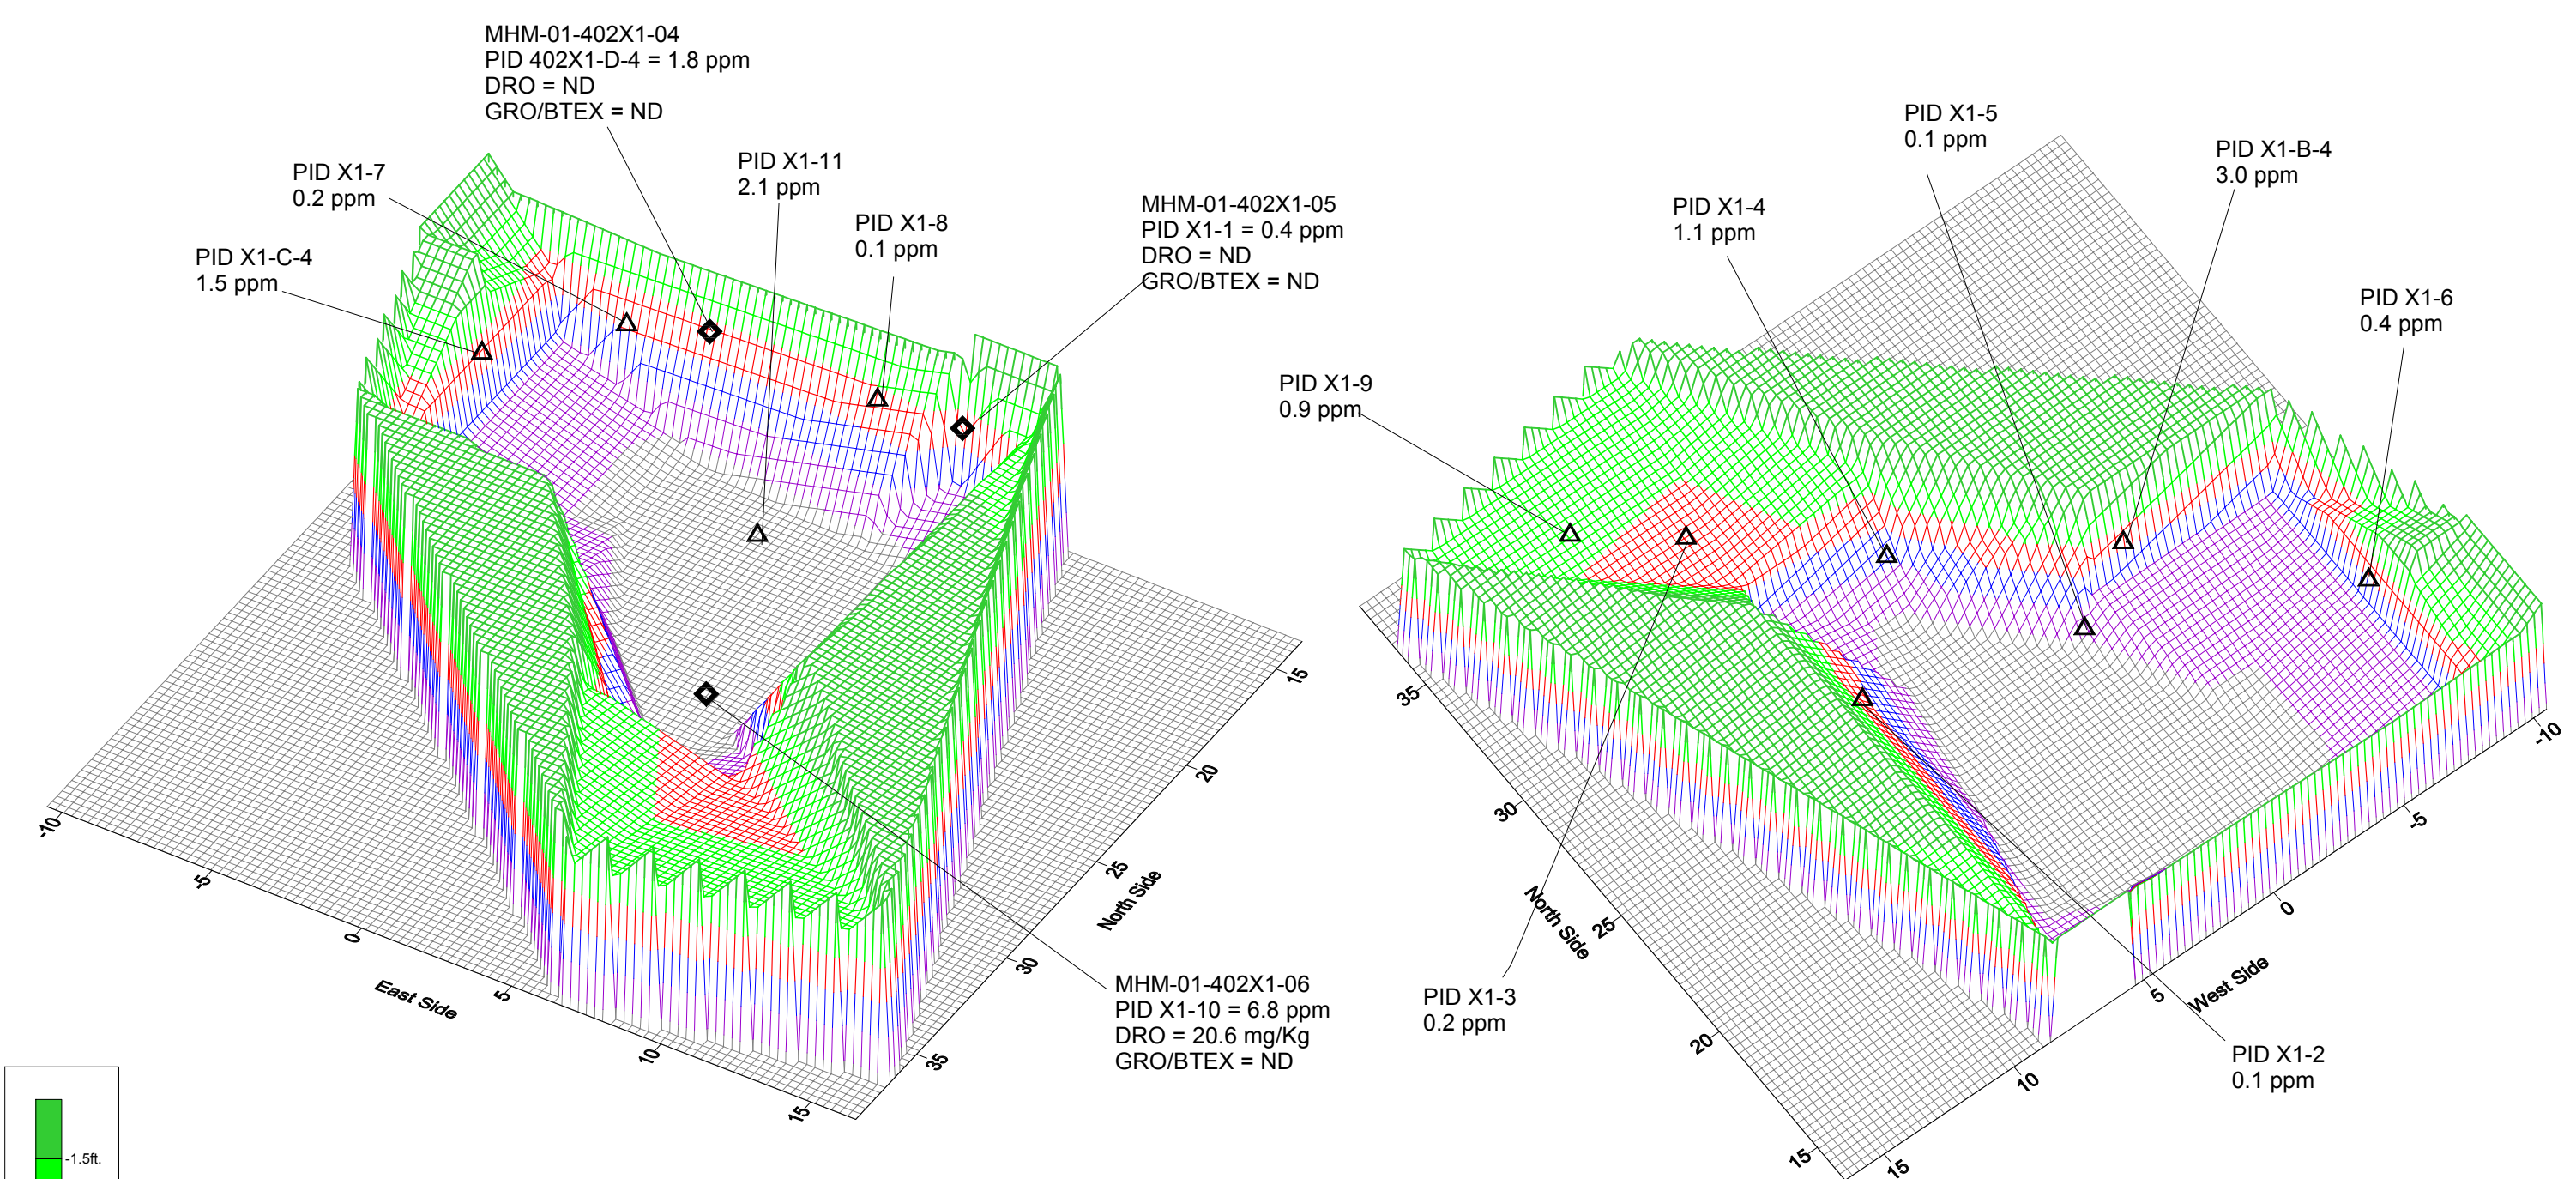 MHM-01-402X1-04
PID 402X1-D-4 = 1.8 ppm
DRO = ND
GRO/BTEX = ND
PID X1-7
0.2 ppm
PID X1-11
2.1 ppm
PID X1-8
0.1 ppm
MHM-01-402X1-05
PID X1-1 = 0.4 ppm
DRO = ND
GRO/BTEX = ND
PID X1-C-4
1.5 ppm
-10
-5
0
5
10
15
East Side
15
20
25
30
35
North Side
MHM-01-402X1-06
PID X1-10 = 6.8 ppm
DRO = 20.6 mg/Kg
GRO/BTEX = ND
-1.5ft.
PID X1-5
0.1 ppm
PID X1-B-4
3.0 ppm
PID X1-4
1.1 ppm
PID X1-6
0.4 ppm
PID X1-9
0.9 ppm
35
30
25
20
15
North Side
-10
-5
0
5
10
15
West Side
PID X1-3
0.2 ppm
PID X1-2
0.1 ppm